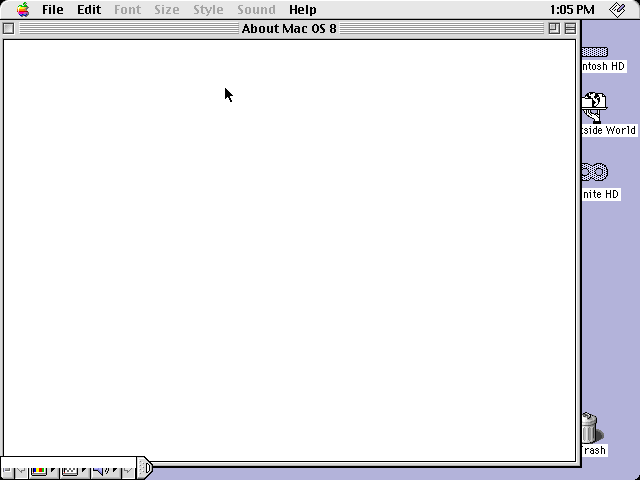 File Edit Font Size Style Sound Help 1:05 PM
About Mac OS 8
ntosh HD
side World
nite HD
rash